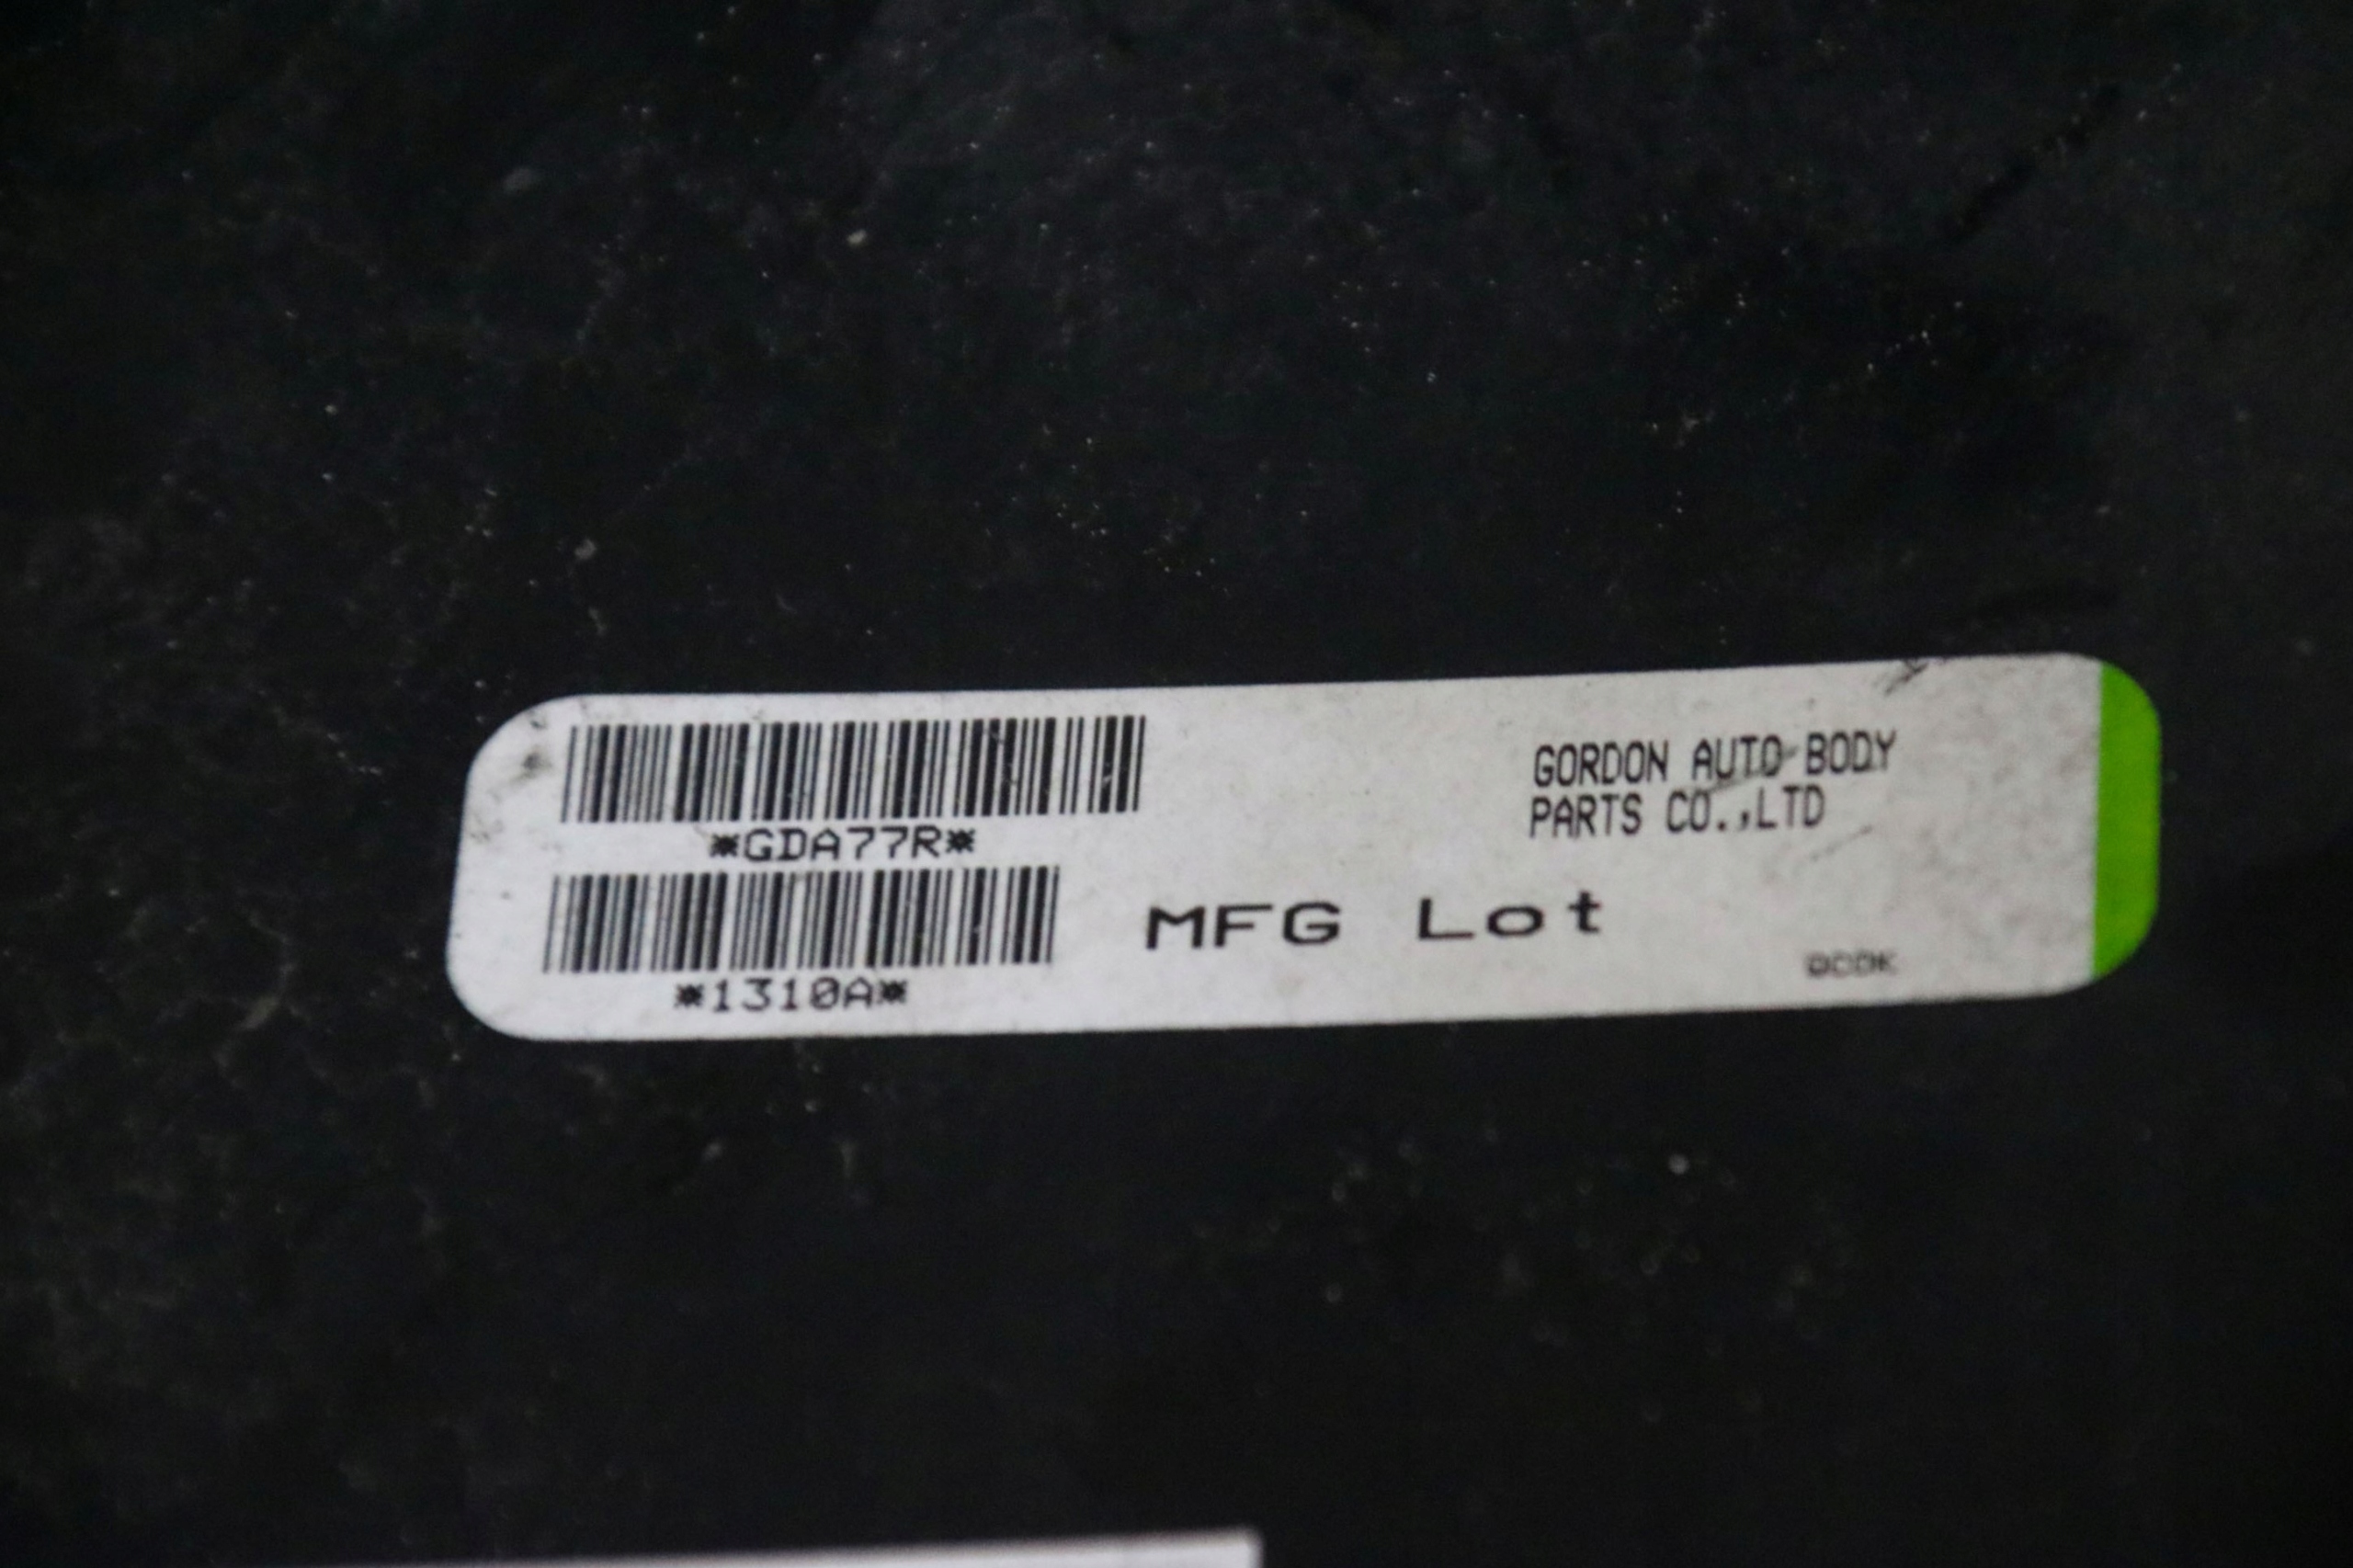 *GDA77R*
GORDON AUTO BODY
PARTS CO.,LTD
*1310A*
MFG Lot